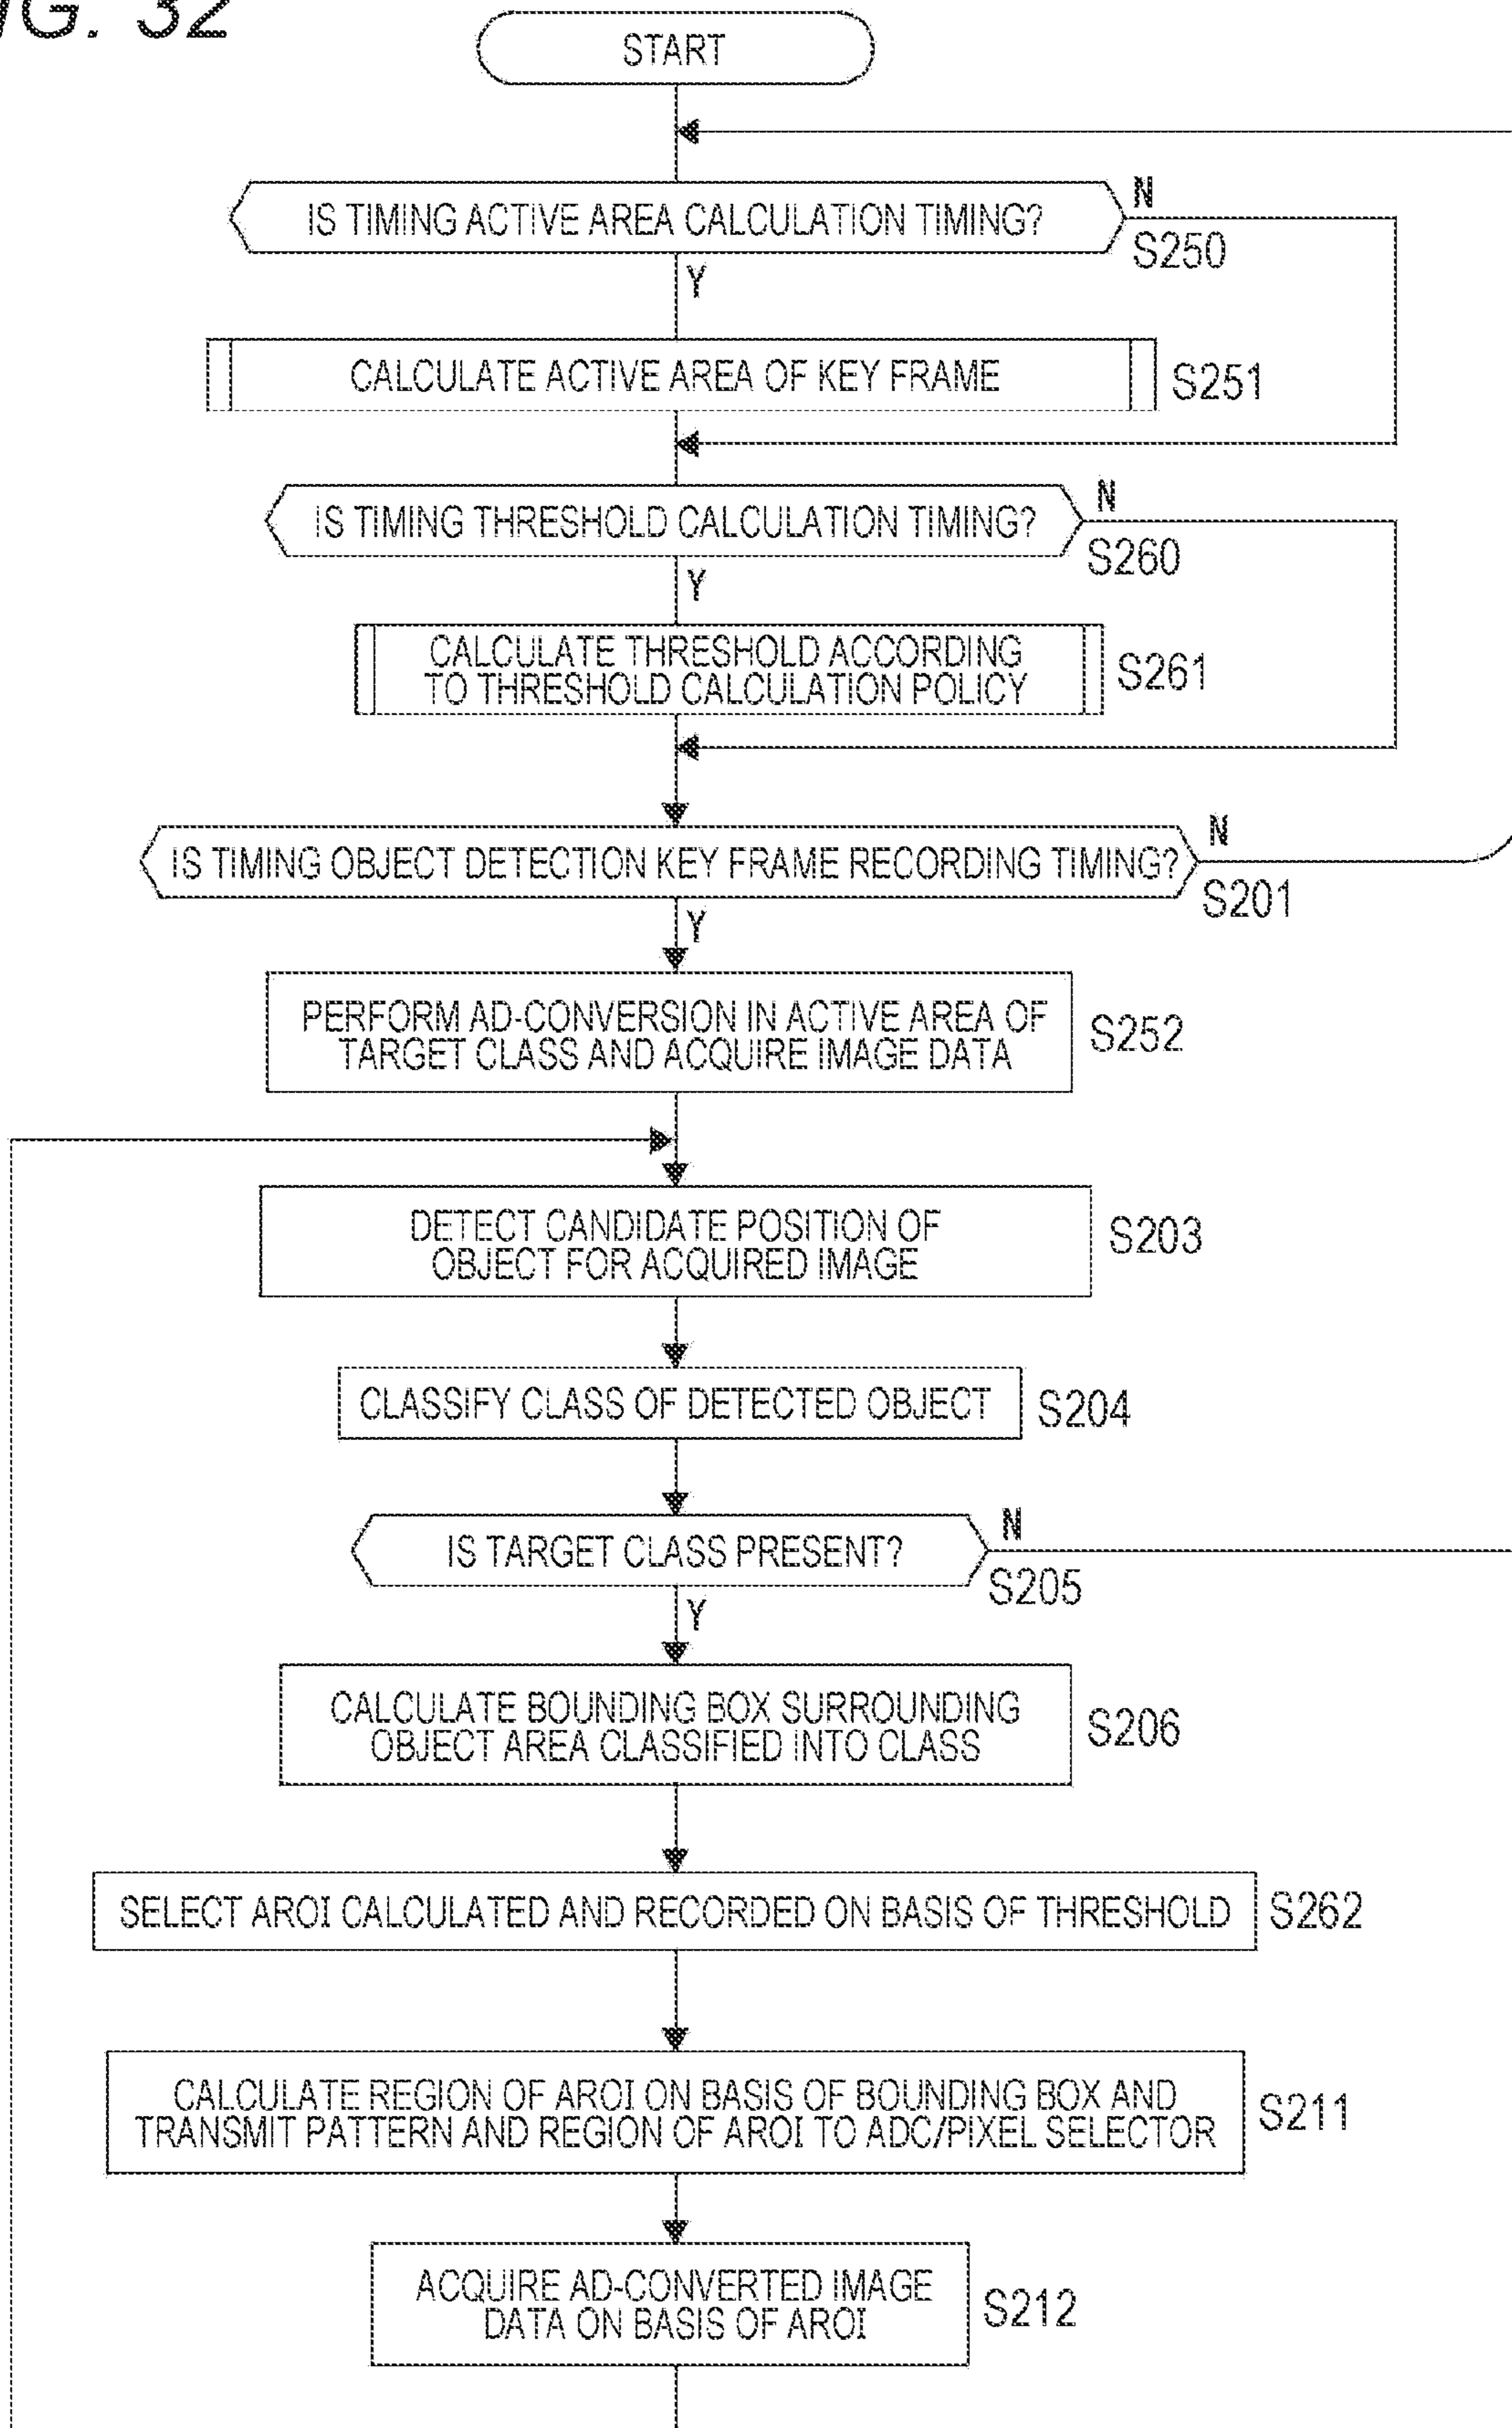 FIG. 32
START
IS TIMING ACTIVE AREA CALCULATION TIMING?
N
S250
Y
CALCULATE ACTIVE AREA OF KEY FRAME
S251
IS TIMING THRESHOLD CALCULATION TIMING?
N
S260
Y
CALCULATE THRESHOLD ACCORDING
TO THRESHOLD CALCULATION POLICY
S261
IS TIMING OBJECT DETECTION KEY FRAME RECORDING TIMING?
N
S201
Y
PERFORM AD-CONVERSION IN ACTIVE AREA OF
TARGET CLASS AND ACQUIRE IMAGE DATA
S252
DETECT CANDIDATE POSITION OF
OBJECT FOR ACQUIRED IMAGE
S203
CLASSIFY CLASS OF DETECTED OBJECT
S204
IS TARGET CLASS PRESENT?
N
S205
Y
CALCULATE BOUNDING BOX SURROUNDING
OBJECT AREA CLASSIFIED INTO CLASS
S206
SELECT AROI CALCULATED AND RECORDED ON BASIS OF THRESHOLD
S262
CALCULATE REGION OF AROI ON BASIS OF BOUNDING BOX AND
TRANSMIT PATTERN AND REGION OF AROI TO ADC/PIXEL SELECTOR
S211
ACQUIRE AD-CONVERTED IMAGE
DATA ON BASIS OF AROI
S212